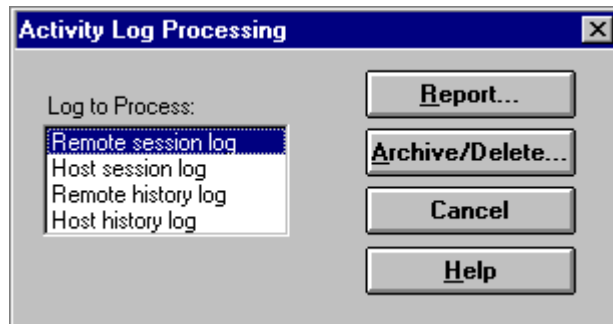 Activity Log Processing
Log to Process:
Remote session log
Host session log
Remote history log
Host history log
Report...
Archive/Delete...
Cancel
Help